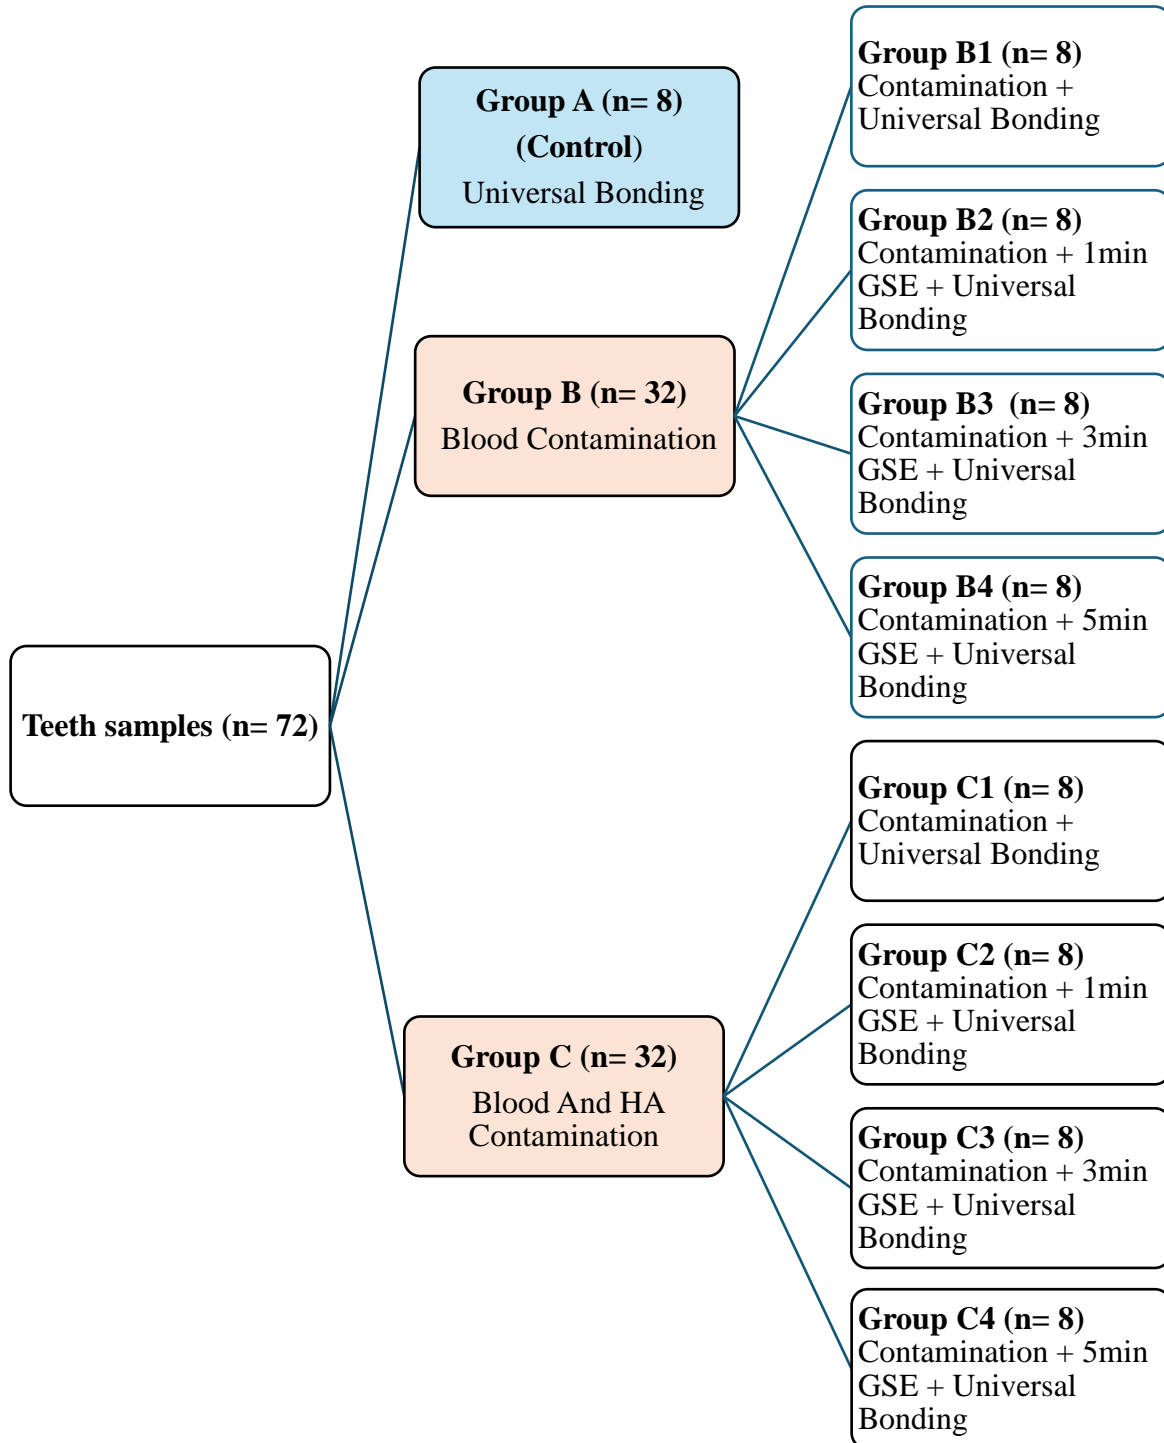 Teeth samples (n= 72)
Group A (n= 8)
(Control)
Universal Bonding
Group B (n= 32)
Blood Contamination
Group B1 (n= 8)
Contamination +
Universal Bonding
Group B2 (n= 8)
Contamination + 1min
GSE + Universal
Bonding
Group B3  (n= 8)
Contamination + 3min
GSE + Universal
Bonding
Group B4 (n= 8)
Contamination + 5min
GSE + Universal
Bonding
Group C (n= 32)
Blood And HA
Contamination
Group C1 (n= 8)
Contamination +
Universal Bonding
Group C2 (n= 8)
Contamination + 1min
GSE + Universal
Bonding
Group C3 (n= 8)
Contamination + 3min
GSE + Universal
Bonding
Group C4 (n= 8)
Contamination + 5min
GSE + Universal
Bonding